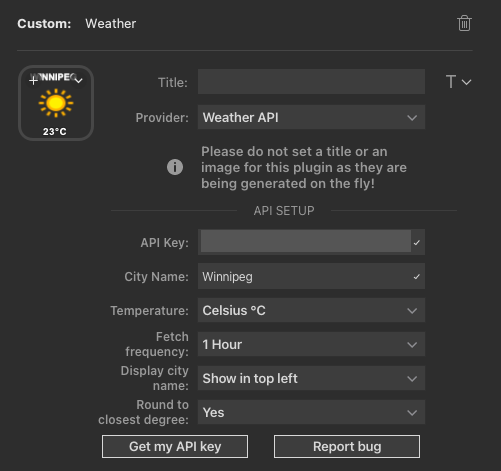 Custom: Weather
WINNIPEG
23°C
Title:
T
Provider: Weather API
Please do not set a title or an
image for this plugin as they are
being generated on the fly!
API SETUP
API Key:
City Name: Winnipeg
Temperature: Celsius °C
Fetch
frequency: 1 Hour
Display city
name: Show in top left
Round to
closest degree: Yes
Get my API key Report bug